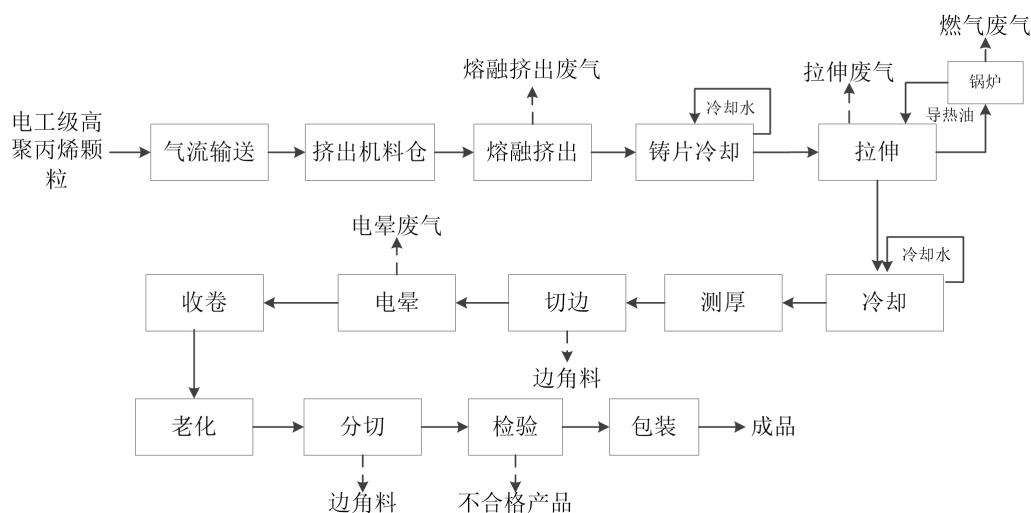 燃气废气
熔融挤出废气
拉伸废气
锅炉
冷却水
导热油
电工级高
聚丙烯颗
粒
气流输送
挤出机料仓
熔融挤出
铸片冷却
拉伸
电晕废气
冷却水
收卷
电晕
切边
测厚
冷却
边角料
老化
分切
检验
包装
成品
边角料
不合格产品